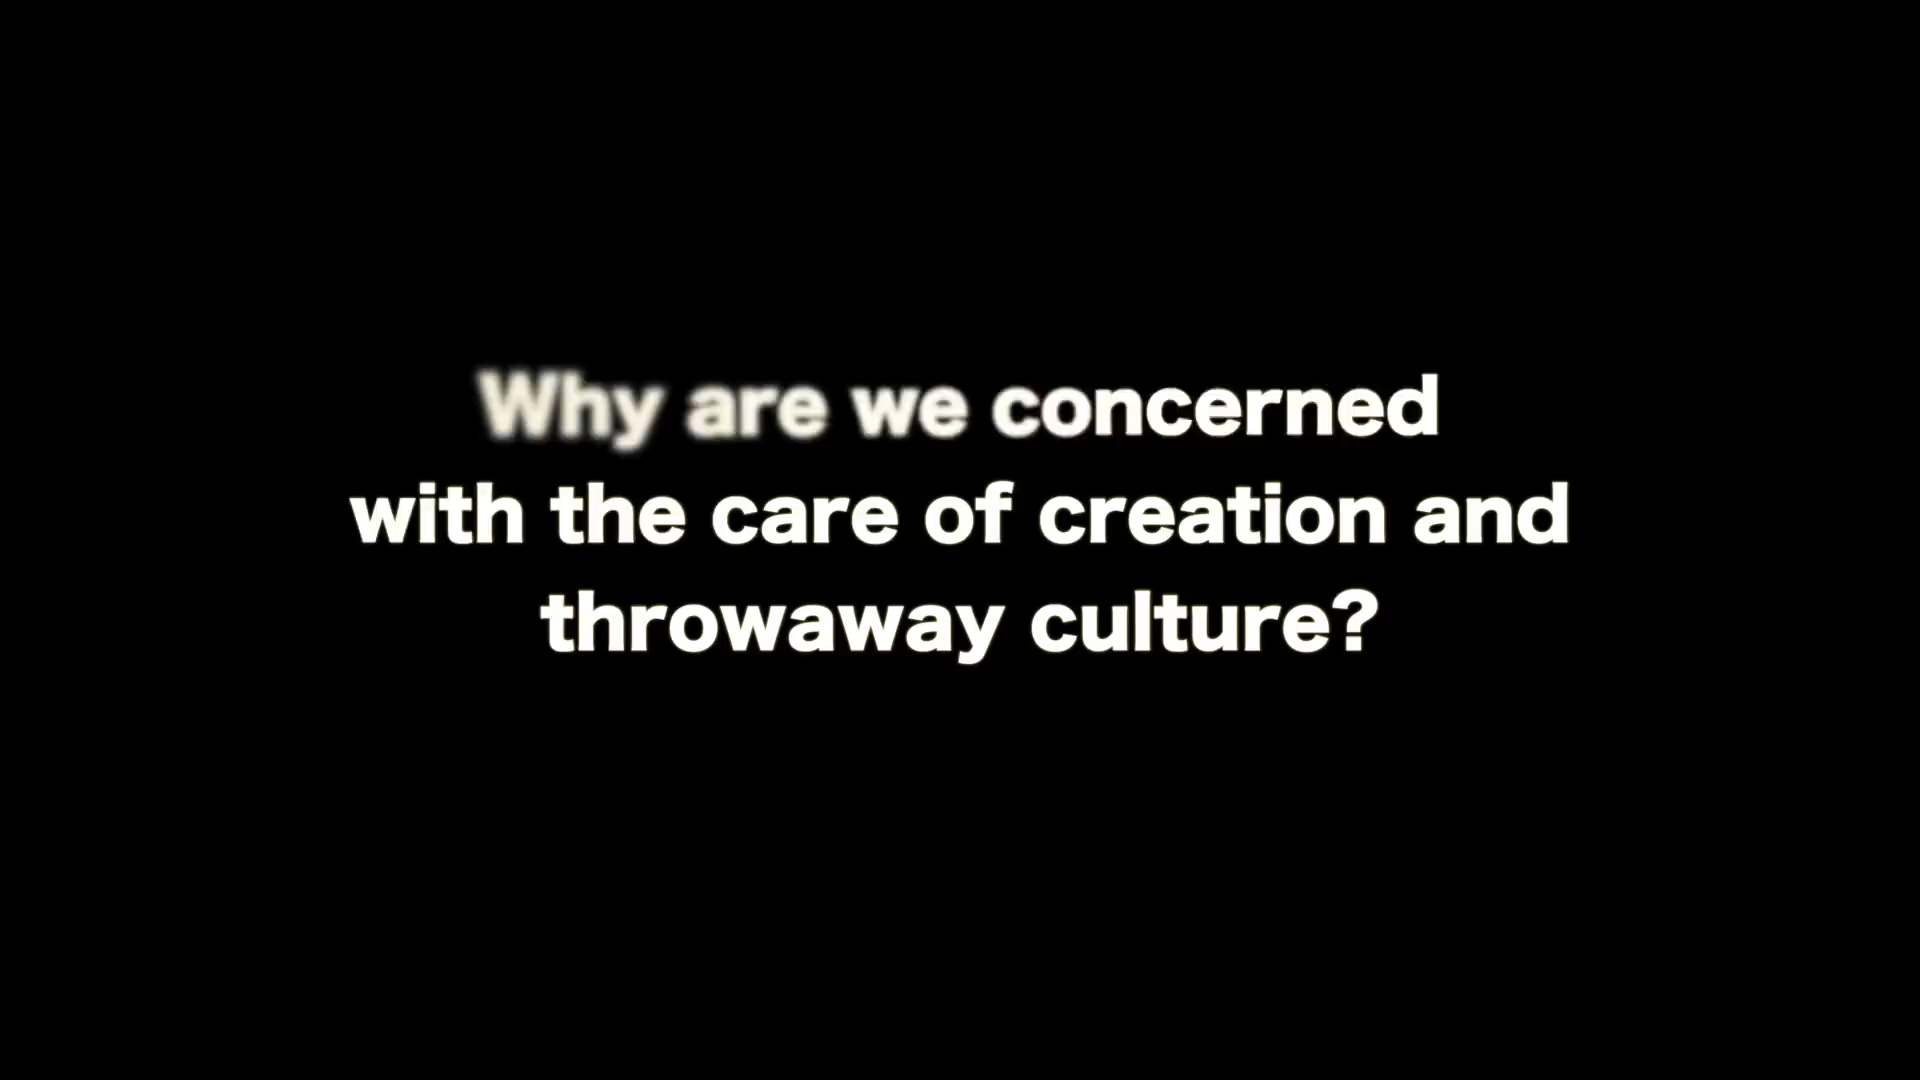 Why are we concerned
with the care of creation and
throwaway culture?